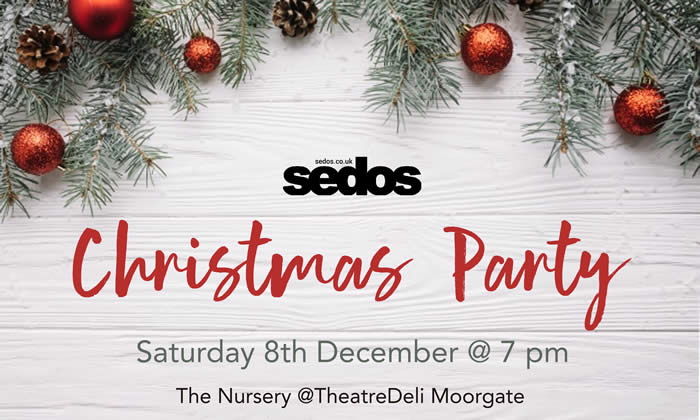 sedos.co.uk
sedos
Christmas Party
Saturday 8th December @ 7 pm
The Nursery @TheatreDeli Moorgate